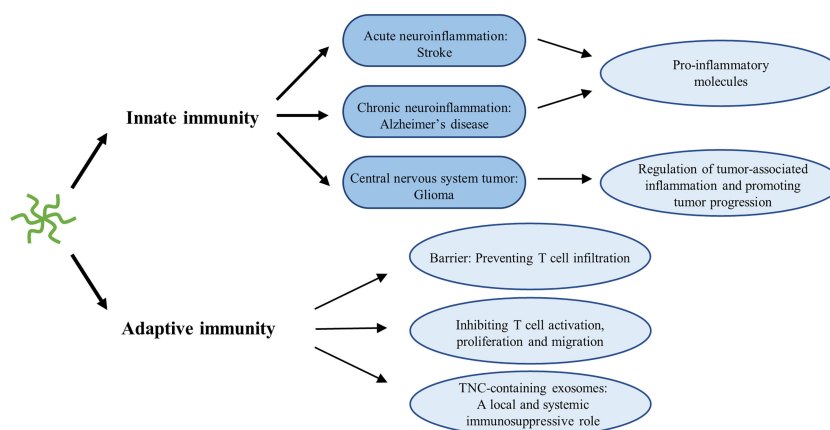 Acute neuroinflammation:
Stroke
Pro-inflammatory
molecules
Innate immunity
Chronic neuroinflammation:
Alzheimer's disease
Central nervous system tumor:
Glioma
Regulation of tumor-associated
inflammation and promoting
tumor progression
Barrier: Preventing T cell infiltration
Adaptive immunity
Inhibiting T cell activation,
proliferation and migration
TNC-containing exosomes:
A local and systemic
immunosuppressive role